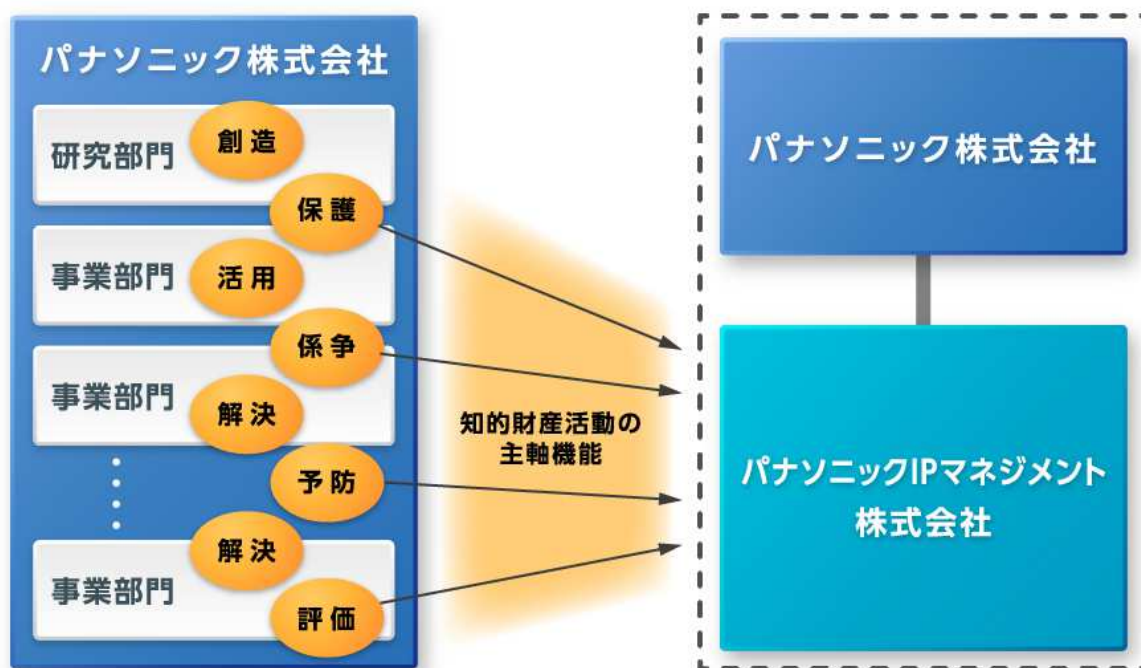 パナソニック株式会社
研究部門
創造
保護
事業部門
活用
係争
事業部門
解決
予防
解決
事業部門
評価
知的財産活動の
主軸機能
パナソニック株式会社
パナソニックIPマネジメント
株式会社